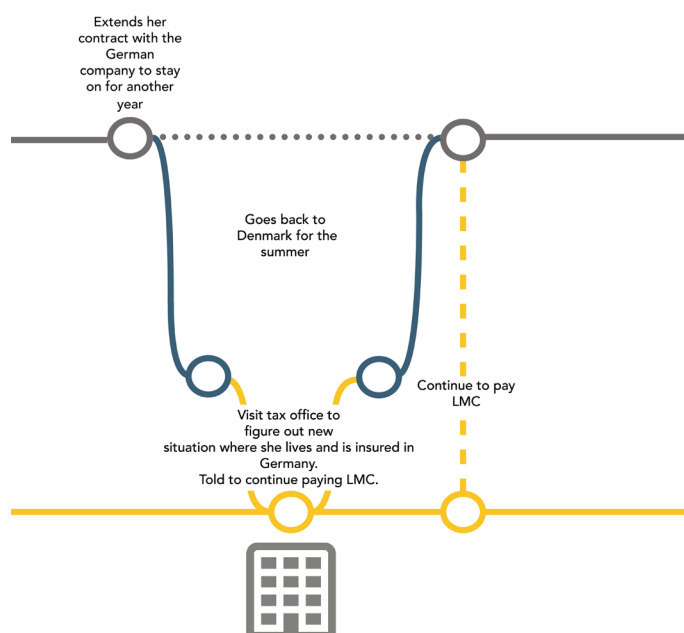 Extends her
contract with the
German
company to stay
on for another
year
Goes back to
Denmark for the
summer
Continue to pay
LMC
Visit tax office to
figure out new
situation where she lives and is insured in
Germany.
Told to continue paying LMC.